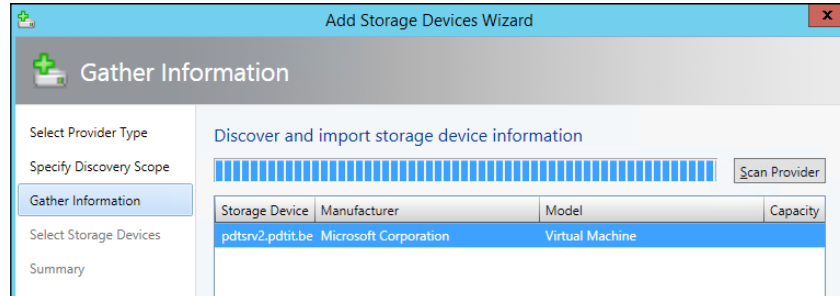 Add Storage Devices Wizard
x
Gather Information
Select Provider Type
Specify Discovery Scope
Gather Information
Select Storage Devices
Summary
Discover and import storage device information
Scan Provider
Storage Device Manufacturer Model Capacity
pdtsrv2.pdtit.be Microsoft Corporation Virtual Machine